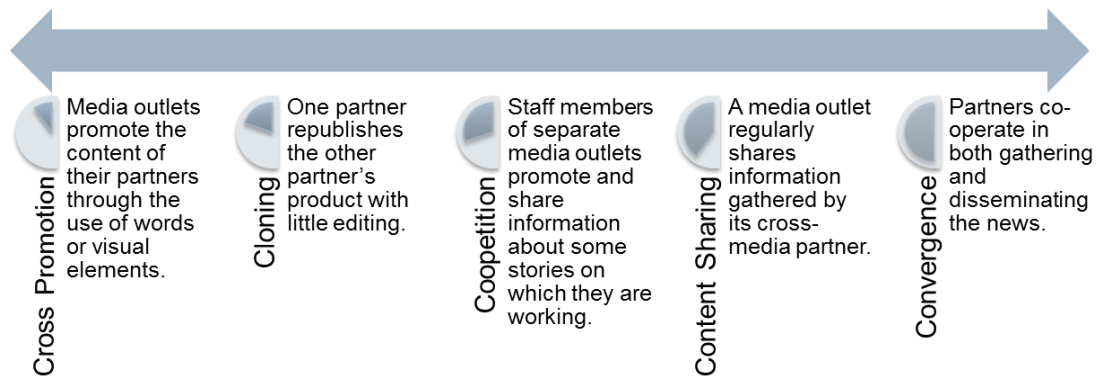 Cross Promotion
Media outlets
promote the
content of
their partners
through the
use of words
or visual
elements.
Cloning
One partner
republishes
the other
partner’s
product with
little editing.
Coopetition
Staff members
of separate
media outlets
promote and
share
information
about some
stories on
which they are
working.
Content Sharing
A media outlet
regularly
shares
information
gathered by
its cross-
media partner.
Convergence
Partners co-
operate in
both gathering
and
disseminating
the news.